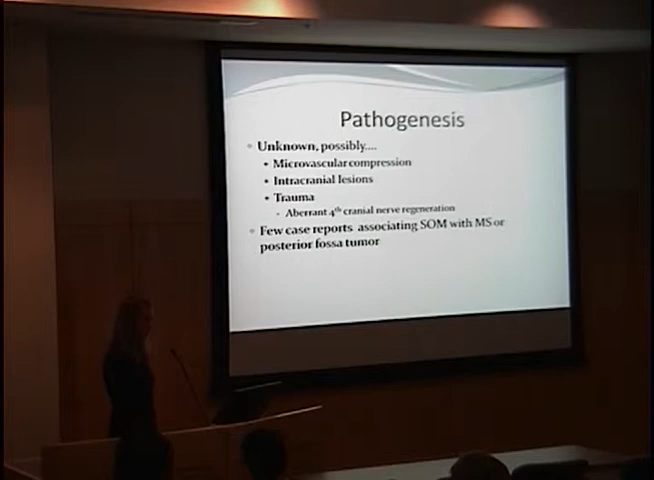 Pathogenesis
Unknown, possibly....
Microvascular compression
Intracranial lesions
Trauma
Aberrant 4th cranial nerve regeneration
Few case reports associating SOM with MS or
posterior fossa tumor